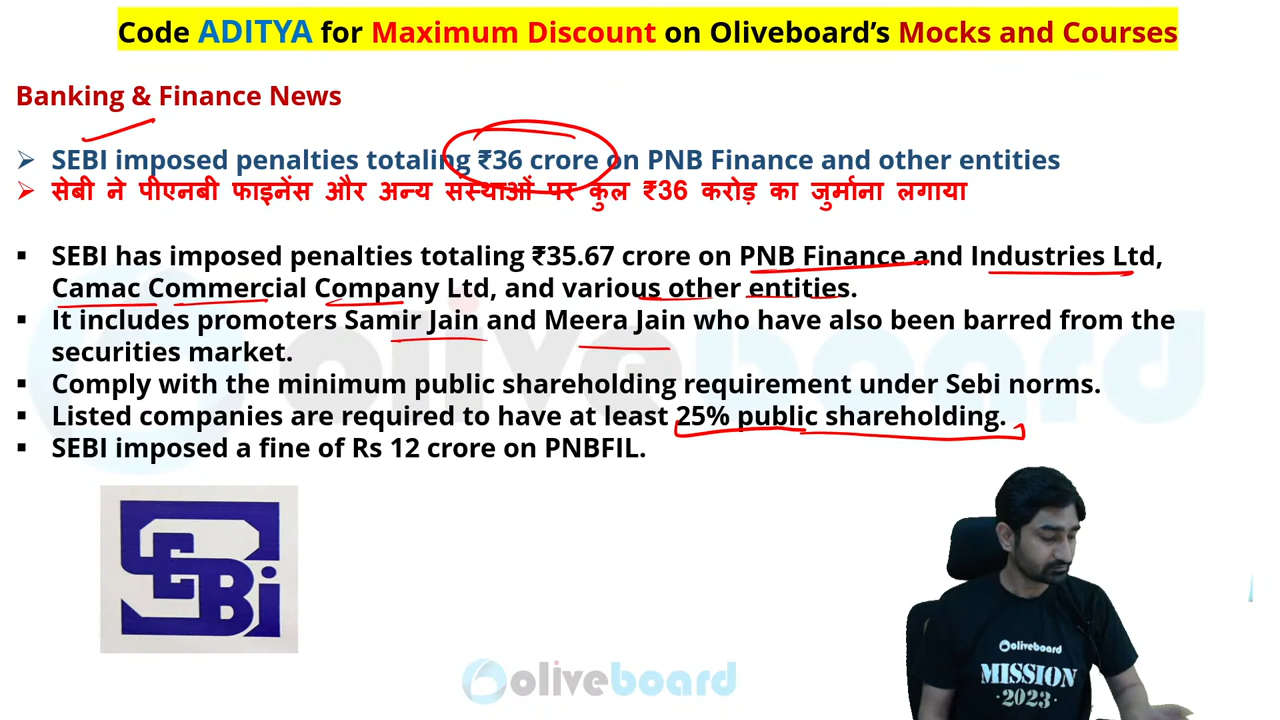 Code ADITYA for Maximum Discount on Oliveboard's Mocks and Courses
Banking & Finance News
SEBI imposed penalties totaling ₹36 crore on PNB Finance and other entities
सेबी ने पीएनबी फाइनेंस और अन्य संस्थाओं पर कुल ₹36 करोड़ का जुर्माना लगाया
SEBI has imposed penalties totaling ₹35.67 crore on PNB Finance and Industries Ltd,
Camac Commercial Company Ltd, and various other entities.
It includes promoters Samir Jain and Meera Jain who have also been barred from the
securities market.
Comply with the minimum public shareholding requirement under Sebi norms.
Listed companies are required to have at least 25% public shareholding.
SEBI imposed a fine of Rs 12 crore on PNBFIL.
SEBi
oliveboard
oliveboard
MISSION
·2023·
oliveboard